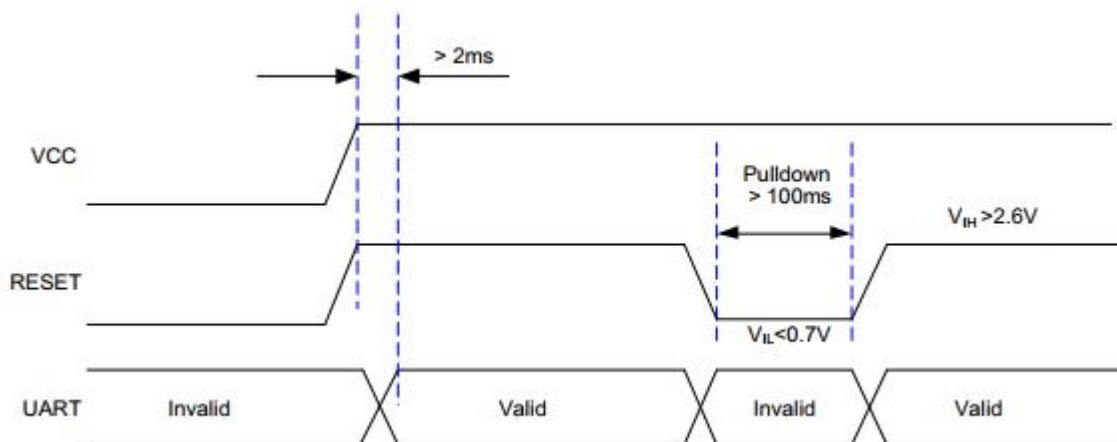 > 2ms
VCC
Pulldown
> 100ms
VIH >2.6V
RESET
VIL<0.7V
UART
Invalid
Valid
Invalid
Valid